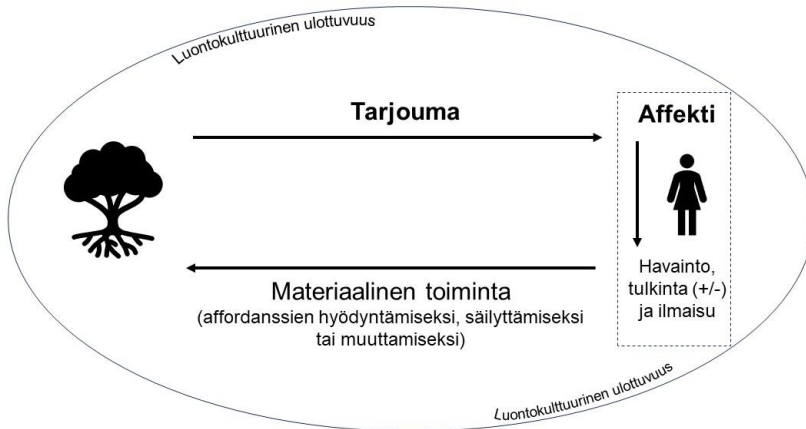 Luontokulttuurinen ulottuvuus
Tarjouma
Affekti
Havainto,
tulkinta (+/-)
ja ilmaisu
Materiaalinen toiminta
(affordanssien hyödyntämiseksi, säilyttämiseksi
tai muuttamiseksi)
Luontokulttuurinen ulottuvuus